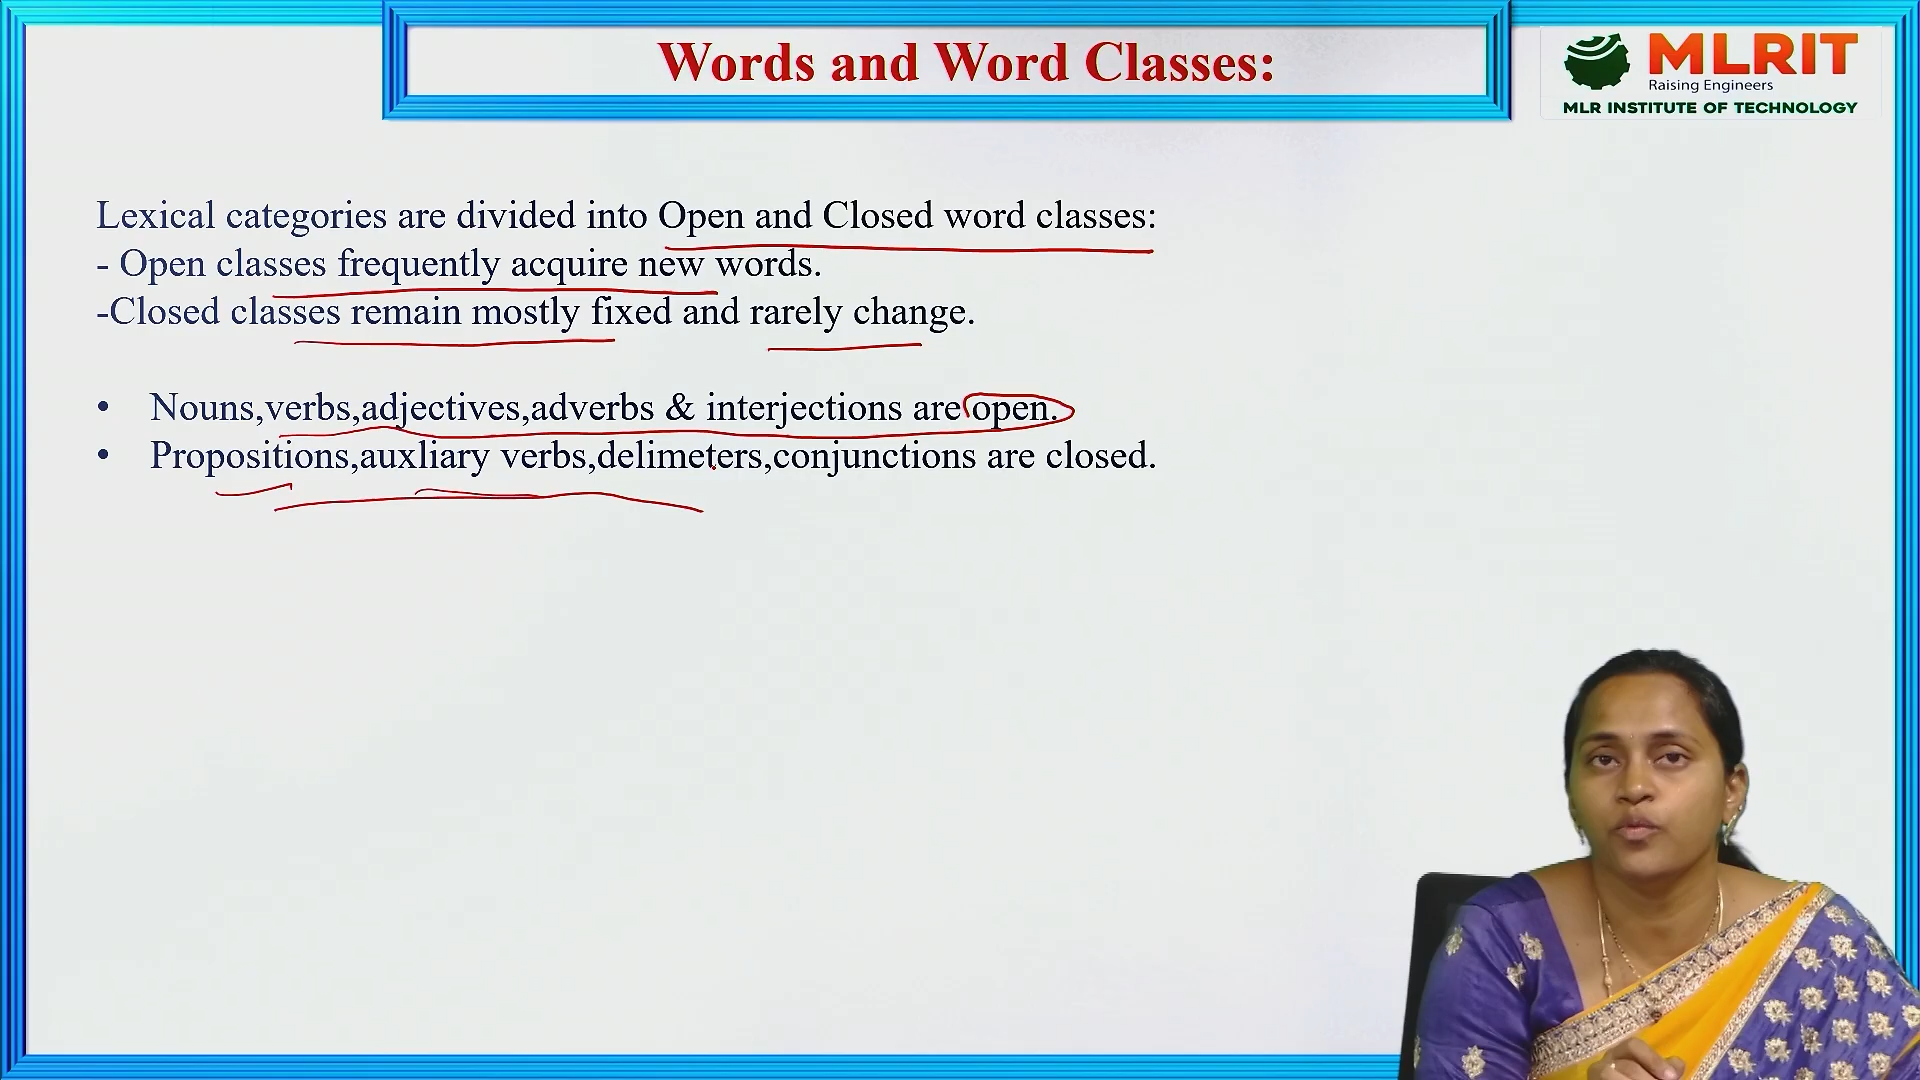 Words and Word Classes:
MLRIT
Raising Engineers
MLR INSTITUTE OF TECHNOLOGY
Lexical categories are divided into Open and Closed word classes:
- Open classes frequently acquire new words.
-Closed classes remain mostly fixed and rarely change.
• Nouns,verbs,adjectives,adverbs & interjections are open.
• Propositions,auxliary verbs,delimeters,conjunctions are closed.